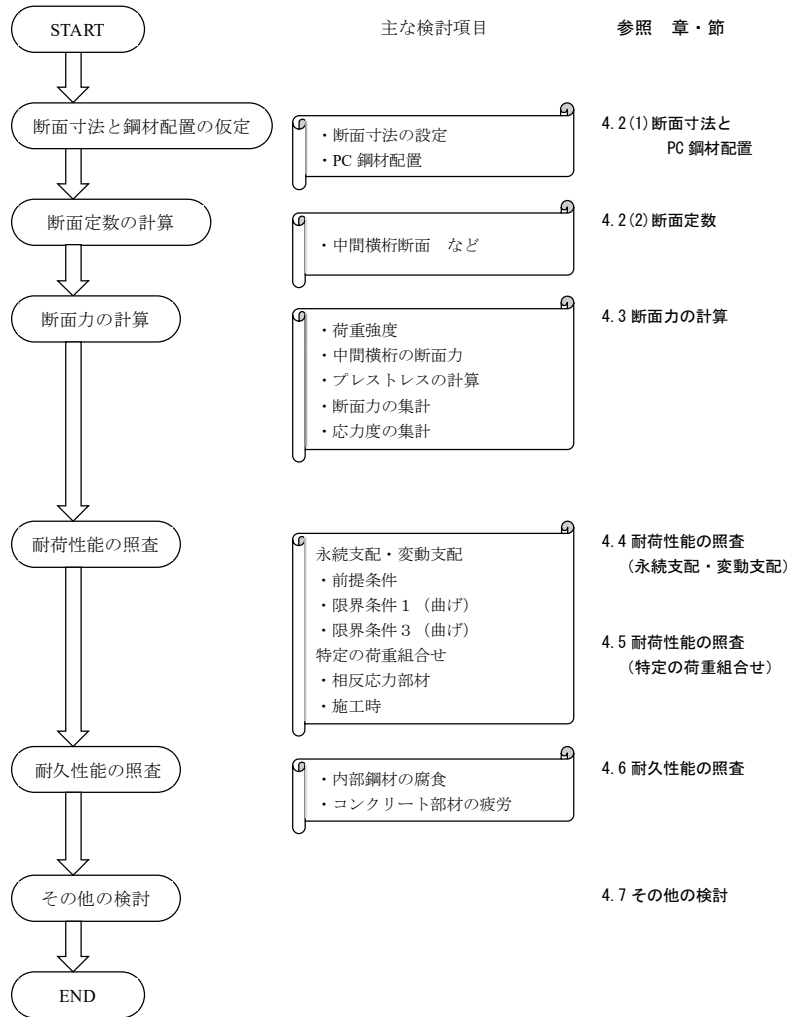 START
主な検討項目
参照　章・節
断面寸法と鋼材配置の仮定
・断面寸法の設定
・PC 鋼材配置
4.2(1)断面寸法と
PC 鋼材配置
断面定数の計算
・中間横桁断面　など
4.2(2)断面定数
断面力の計算
・荷重強度
・中間横桁の断面力
・プレストレスの計算
・断面力の集計
・応力度の集計
4.3 断面力の計算
耐荷性能の照査
永続支配・変動支配
・前提条件
・限界条件１（曲げ）
・限界条件３（曲げ）
特定の荷重組合せ
・相反応力部材
・施工時
4.4 耐荷性能の照査
（永続支配・変動支配）
4.5 耐荷性能の照査
（特定の荷重組合せ）
耐久性能の照査
・内部鋼材の腐食
・コンクリート部材の疲労
4.6 耐久性能の照査
その他の検討
4.7 その他の検討
END